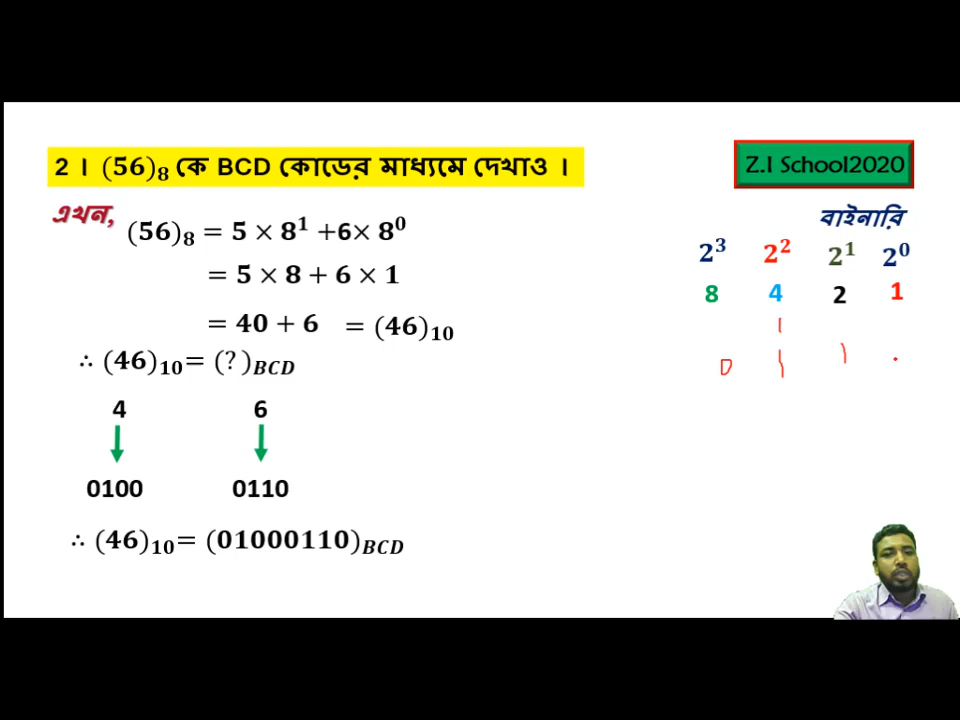 2 । (56)₈ কে BCD কোডের মাধ্যমে দেখাও ।
Z.I School2020
এখন,
(56)₈ = 5 × 8¹ +6× 8⁰
= 5 × 8 + 6 × 1
= 40 + 6 = (46)₁₀
∴ (46)₁₀= (?)BCD
4 6
0100 0110
∴ (46)₁₀= (01000110)BCD
বাইনারি
2³ 2² 2¹ 2⁰
8 4 2 1